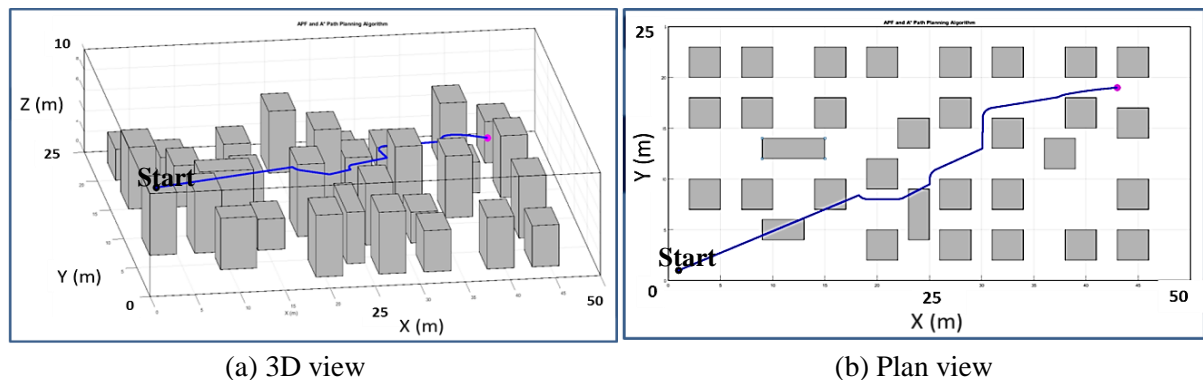 APF and A* Path Planning Algorithm
10
Z (m)
25
Start
Y (m)
0
25
50
X (m)
X (m)
(a) 3D view
APF and A* Path Planning Algorithm
25
Y (m)
Start
0
25
50
X (m)
(b) Plan view